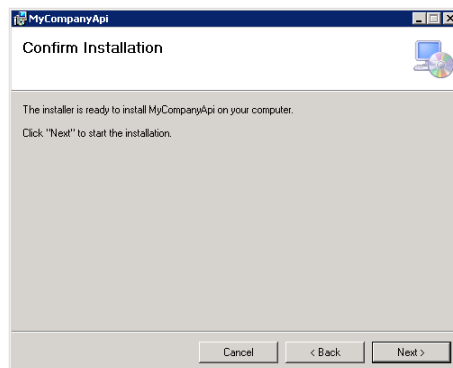 MyCompanyApi
Confirm Installation
The installer is ready to install MyCompanyApi on your computer.
Click "Next" to start the installation.
Cancel
< Back
Next >